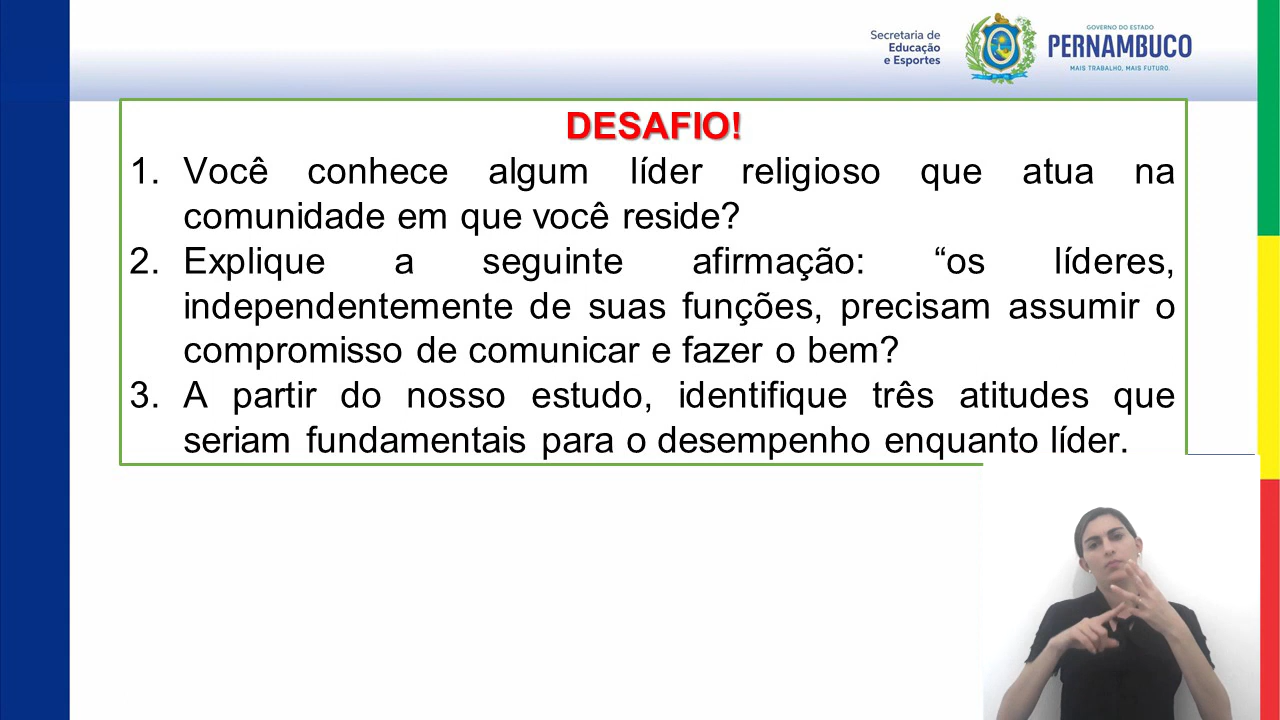 Secretaria de
Educação
e Esportes
GOVERNO DO ESTADO
PERNAMBUCO
MAIS TRABALHO, MAIS FUTURO.
DESAFIO!
1. Você conhece algum líder religioso que atua na
comunidade em que você reside?
2. Explique a seguinte afirmação: “os líderes,
independentemente de suas funções, precisam assumir o
compromisso de comunicar e fazer o bem?
3. A partir do nosso estudo, identifique três atitudes que
seriam fundamentais para o desempenho enquanto líder.